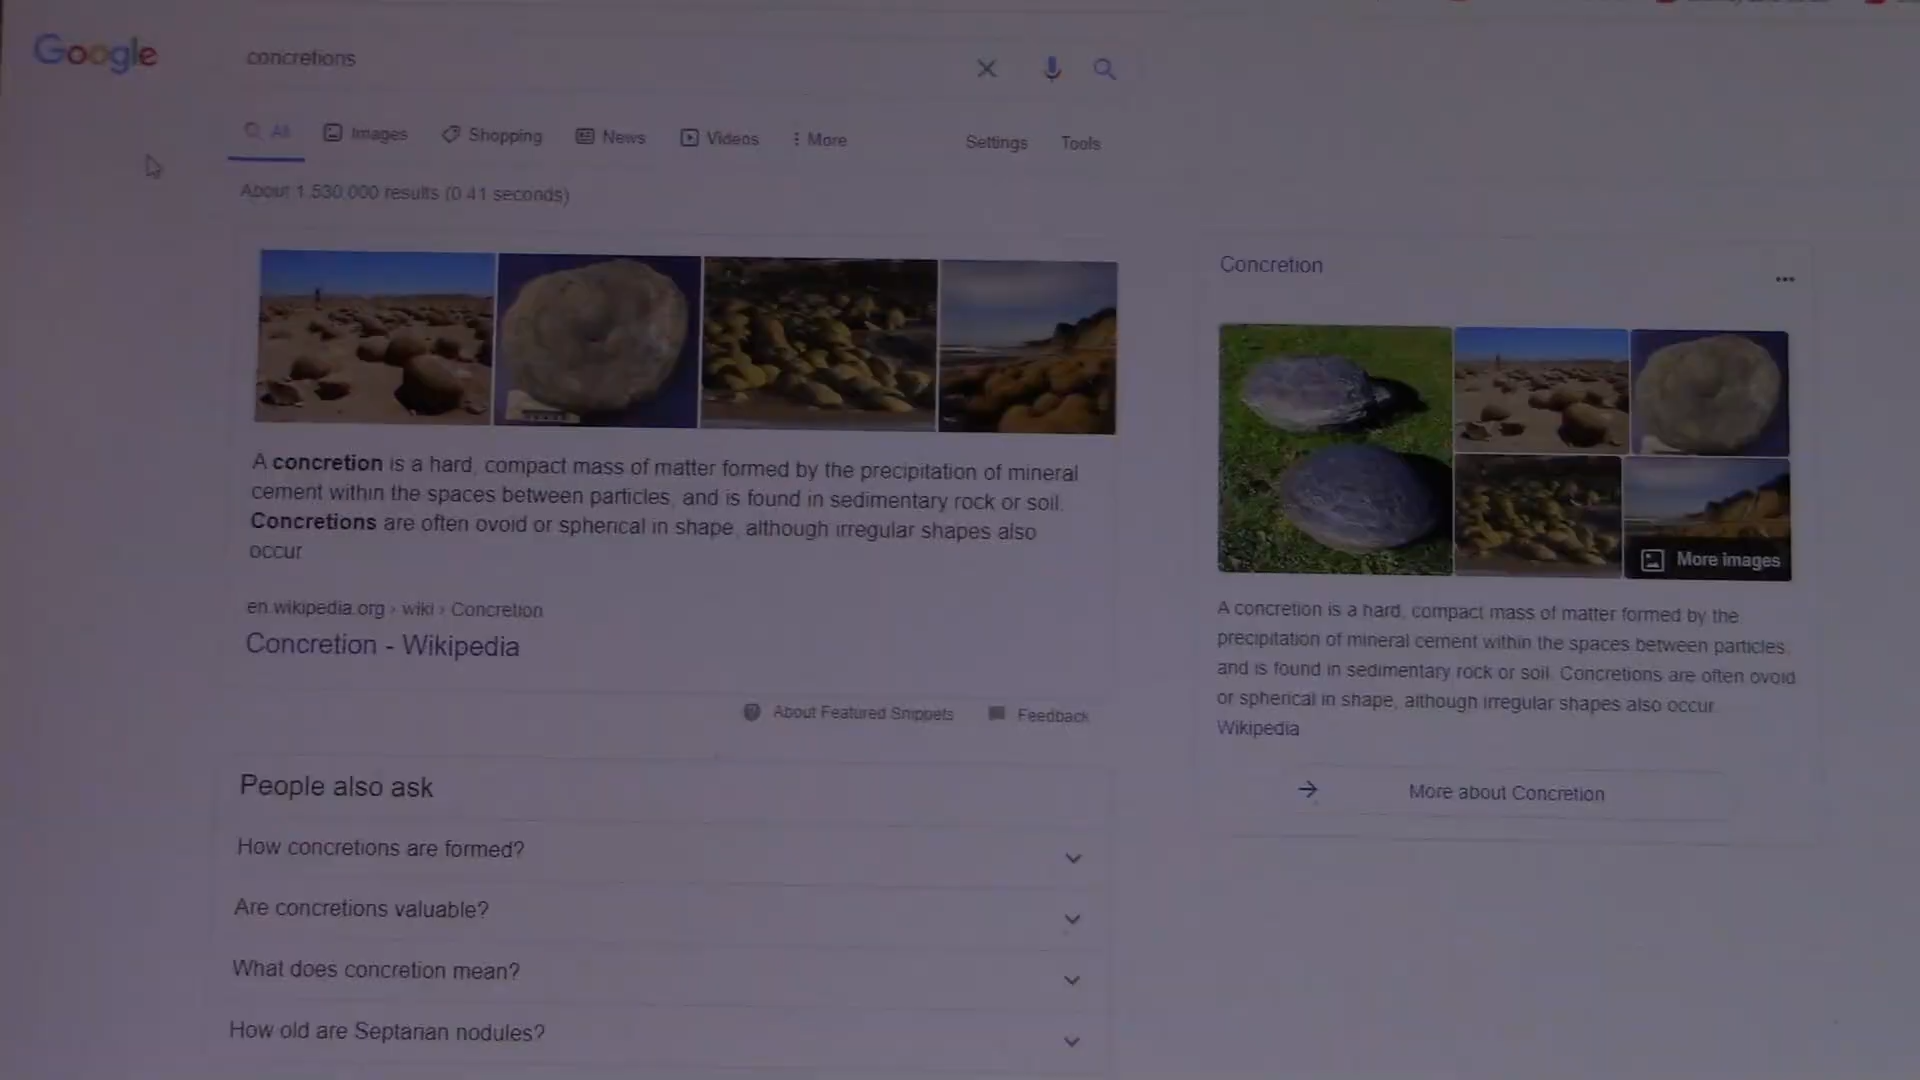 Google
concretions
All Images Shopping News Videos More Settings Tools
About 1,530,000 results (0.41 seconds)
A concretion is a hard, compact mass of matter formed by the precipitation of mineral
cement within the spaces between particles, and is found in sedimentary rock or soil.
Concretions are often ovoid or spherical in shape, although irregular shapes also
occur.
en.wikipedia.org › wiki › Concretion
Concretion - Wikipedia
About Featured Snippets Feedback
People also ask
How concretions are formed?
Are concretions valuable?
What does concretion mean?
How old are Septarian nodules?
Concretion
More images
A concretion is a hard, compact mass of matter formed by the
precipitation of mineral cement within the spaces between particles,
and is found in sedimentary rock or soil. Concretions are often ovoid
or spherical in shape, although irregular shapes also occur.
Wikipedia
More about Concretion